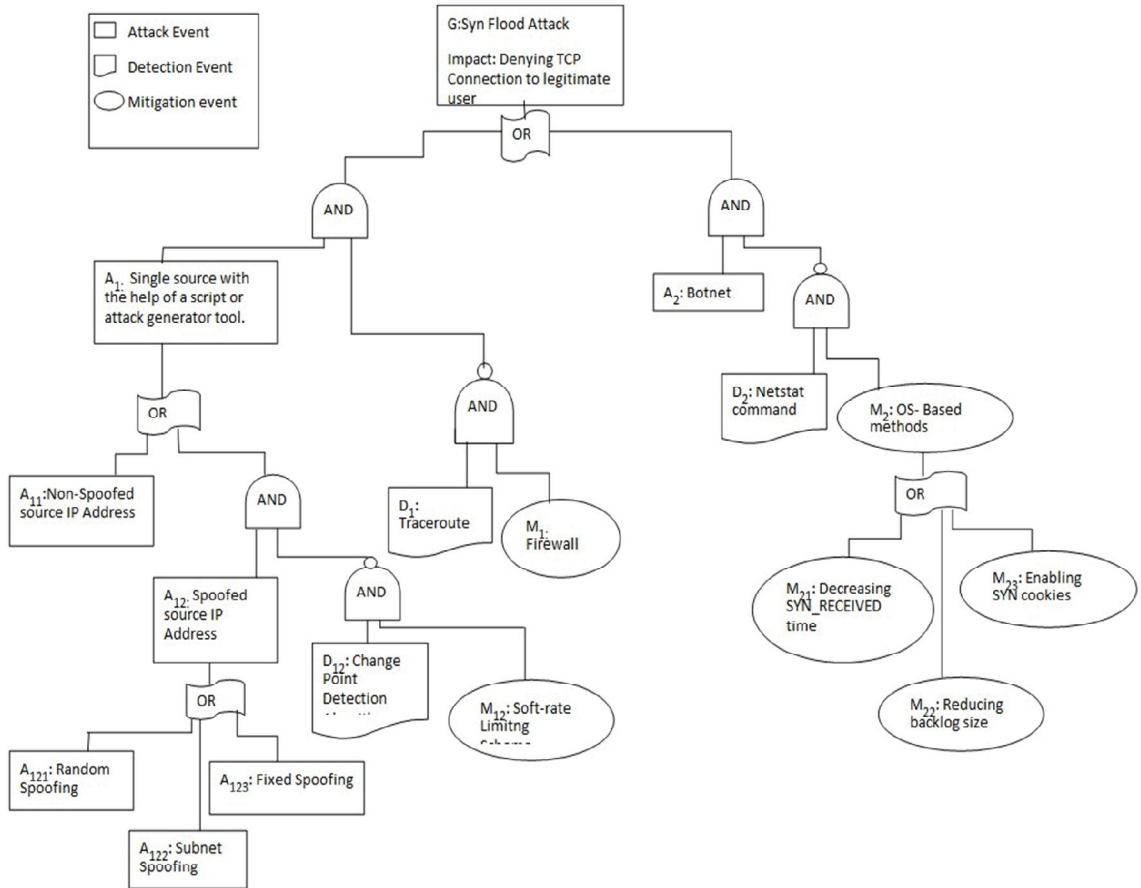 Attack Event
Detection Event
Mitigation event
G:Syn Flood Attack
Impact: Denying TCP
Connection to legitimate
user
OR
AND
AND
A1: Single source with
the help of a script or
attack generator tool.
A2: Botnet
AND
D2: Netstat
command
M2: OS- Based
methods
OR
AND
A11:Non-Spoofed
source IP Address
AND
D1:
Traceroute
M1:
Firewall
OR
A12: Spoofed
source IP
Address
AND
M21: Decreasing
SYN_RECEIVED
time
M23: Enabling
SYN cookies
D12: Change
Point
Detection
M12: Soft-rate
Limitng
OR
M22: Reducing
backlog size
A121: Random
Spoofing
A123: Fixed Spoofing
A122: Subnet
Spoofing